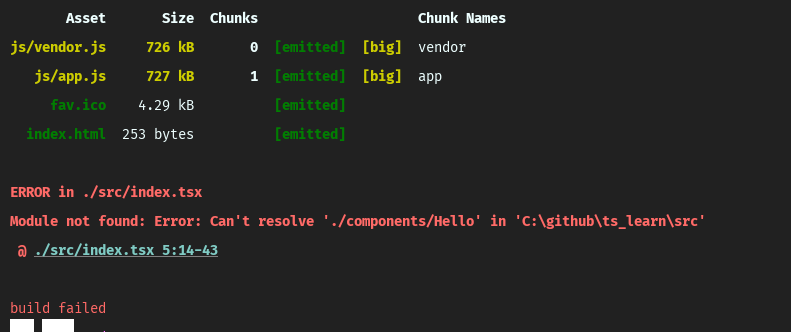 Asset Size Chunks Chunk Names
js/vendor.js 726 kB 0 [emitted] [big] vendor
js/app.js 727 kB 1 [emitted] [big] app
fav.ico 4.29 kB [emitted]
index.html 253 bytes [emitted]
ERROR in ./src/index.tsx
Module not found: Error: Can't resolve './components/Hello' in 'C:\github\ts_learn\src'
@ ./src/index.tsx 5:14-43
build failed